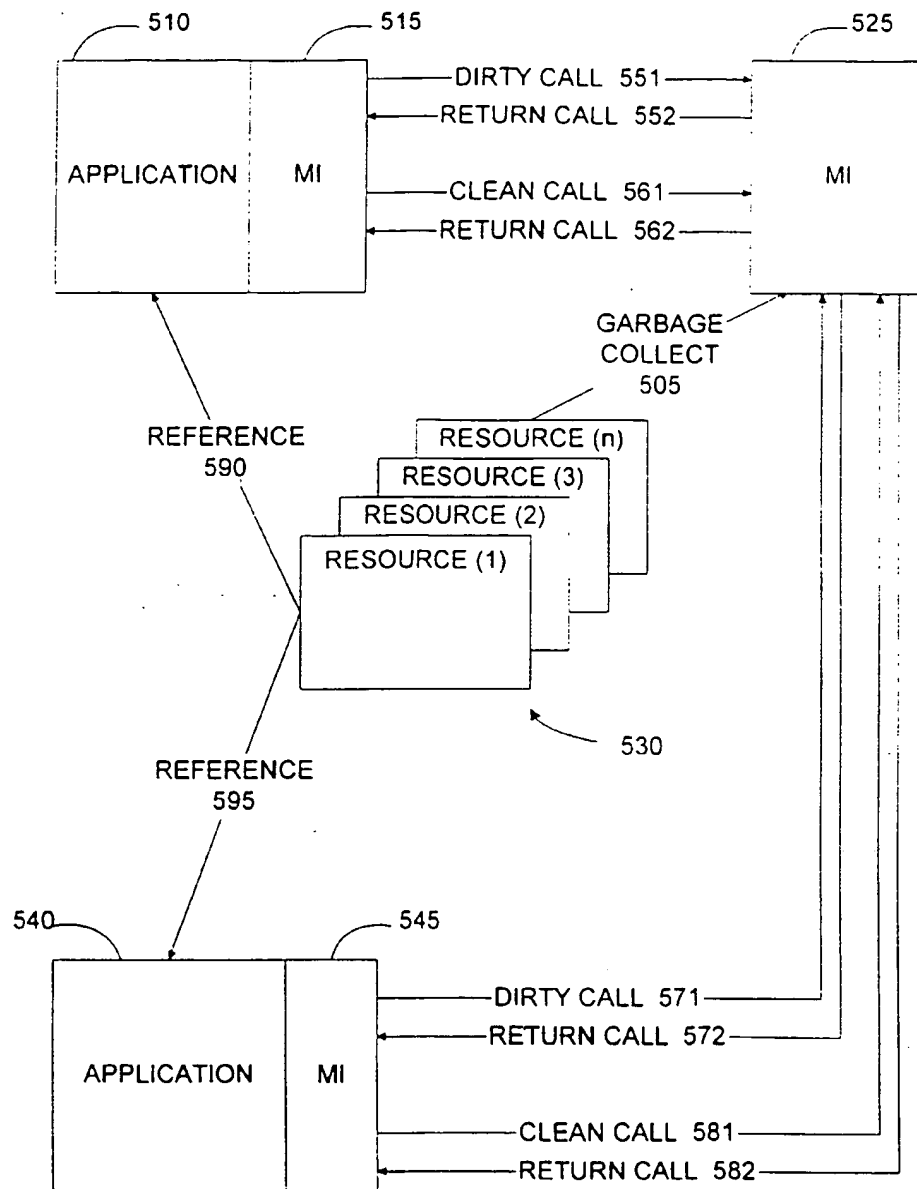 510
515
525
DIRTY CALL 551
RETURN CALL 552
APPLICATION
MI
MI
CLEAN CALL 561
RETURN CALL 562
GARBAGE
COLLECT
505
REFERENCE
590
RESOURCE (n)
RESOURCE (3)
RESOURCE (2)
RESOURCE (1)
530
REFERENCE
595
540
545
DIRTY CALL 571
RETURN CALL 572
APPLICATION
MI
CLEAN CALL 581
RETURN CALL 582